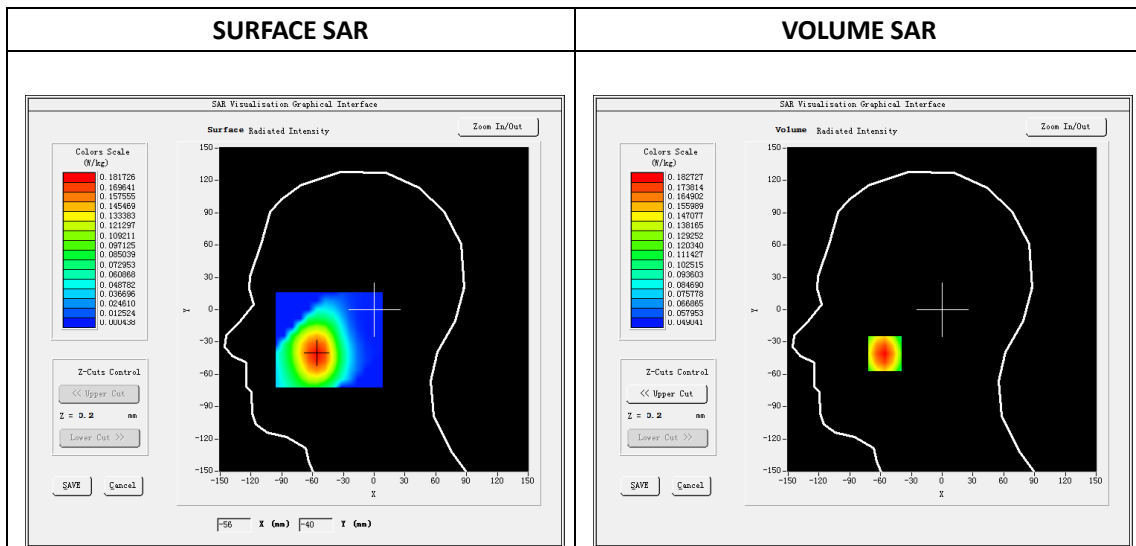 SURFACE SAR
VOLUME SAR
SAR Visualisation Graphical Interface
Surface Radiated Intensity
Zoom In/Out
Colors Scale
(W/kg)
0.181726
0.169641
0.157555
0.145469
0.133383
0.121297
0.109211
0.097125
0.085039
0.072953
0.060868
0.048782
0.036696
0.024610
0.012524
0.000438
Z-Cuts Control
<< Upper Cut
Z = 0.2 mm
Lower Cut >>
SAVE
Cancel
150
120
90
60
30
0
-30
-60
-90
-120
-150
Y
-150 -120 -90 -60 -30 0 30 60 90 120 150
X
-56 X (mm) -40 Y (mm)
SAR Visualisation Graphical Interface
Volume Radiated Intensity
Zoom In/Out
Colors Scale
(W/kg)
0.182727
0.173814
0.164902
0.155989
0.147077
0.138165
0.129252
0.120340
0.111427
0.102515
0.093603
0.084690
0.075778
0.066865
0.057953
0.049041
Z-Cuts Control
<< Upper Cut
Z = 0.2 mm
Lower Cut >>
SAVE
Cancel
150
120
90
60
30
0
-30
-60
-90
-120
-150
Y
-150 -120 -90 -60 -30 0 30 60 90 120 150
X